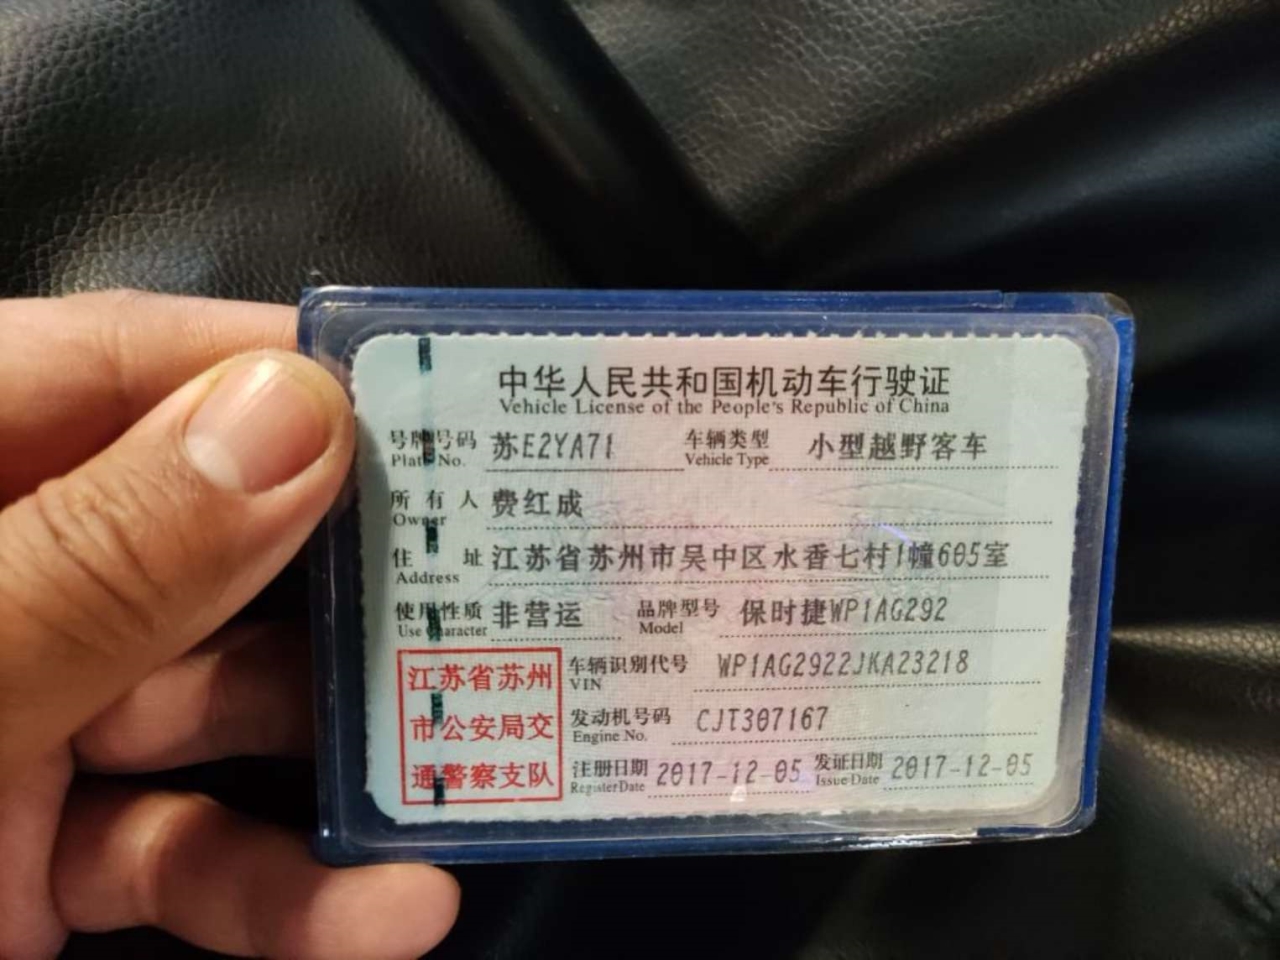 中华人民共和国机动车行驶证
Vehicle License of the People's Republic of China
号牌号码 苏E2YA71 车辆类型 小型越野客车
Plate No. Vehicle Type
所有人 费红成
Owner
住址 江苏省苏州市吴中区水香七村1幢605室
Address
使用性质 非营运 品牌型号 保时捷WP1AG292
Use Character Model
江苏省苏州
市公安局交
通警察支队
车辆识别代号 WP1AG2922JKA23218
VIN
发动机号码 CJT307167
Engine No.
注册日期 2017-12-05 发证日期 2017-12-05
Register Date Issue Date